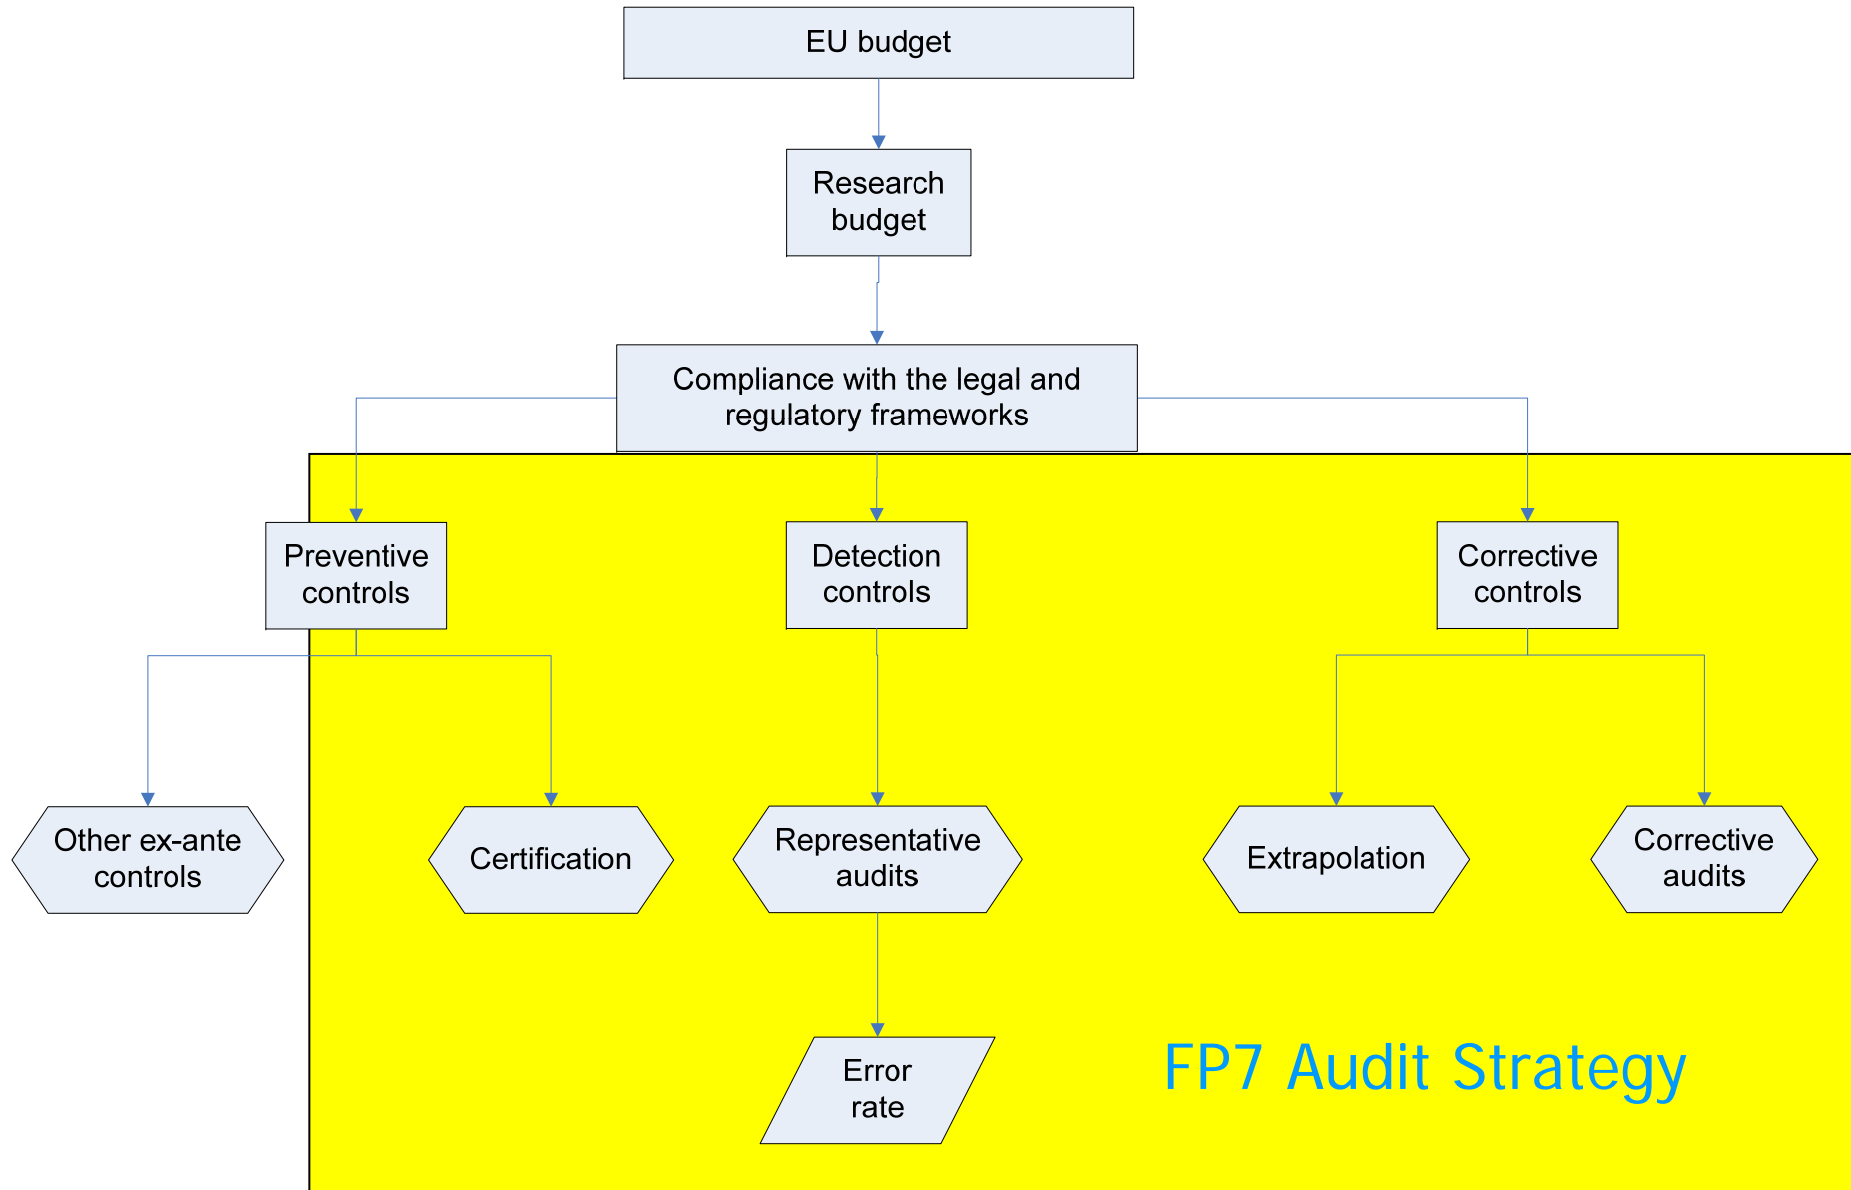 EU budget
Research
budget
Compliance with the legal and
regulatory frameworks
Preventive
controls
Detection
controls
Corrective
controls
Other ex-ante
controls
Certification
Representative
audits
Extrapolation
Corrective
audits
Error
rate
FP7 Audit Strategy